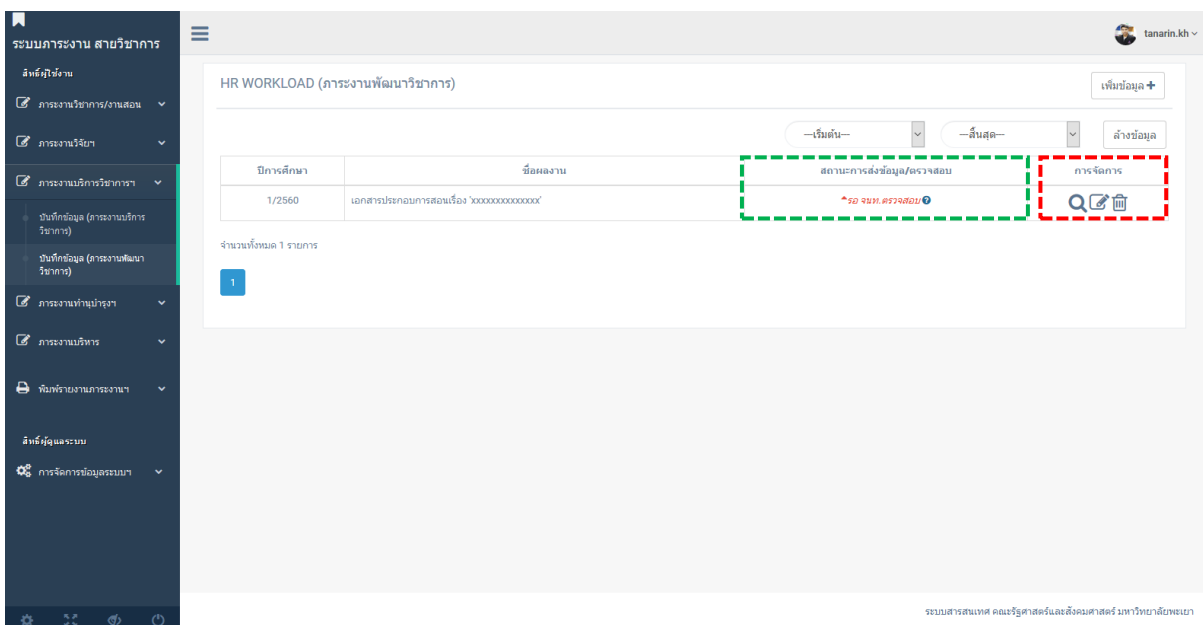 ระบบภาระงาน สายวิชาการ
tanarin.kh
สิทธิ์ผู้ใช้งาน
ภาระงานวิชาการ/งานสอน
ภาระงานวิจัยฯ
ภาระงานบริการวิชาการฯ
บันทึกข้อมูล (ภาระงานบริการ
วิชาการ)
บันทึกข้อมูล (ภาระงานพัฒนา
วิชาการ)
ภาระงานทำนุบำรุงฯ
ภาระงานบริหาร
พิมพ์รายงานภาระงานฯ
สิทธิ์ผู้ดูแลระบบ
การจัดการข้อมูลระบบฯ
HR WORKLOAD (ภาระงานพัฒนาวิชาการ)
เพิ่มข้อมูล
—เริ่มต้น—
—สิ้นสุด—
ล้างข้อมูล
ปีการศึกษา ชื่อผลงาน สถานะการส่งข้อมูล/ตรวจสอบ การจัดการ
1/2560 เอกสารประกอบการสอนเรื่อง 'xxxxxxxxxxxxxx' *รอ จนท.ตรวจสอบ
จำนวนทั้งหมด 1 รายการ
1
ระบบสารสนเทศ คณะรัฐศาสตร์และสังคมศาสตร์ มหาวิทยาลัยพะเยา